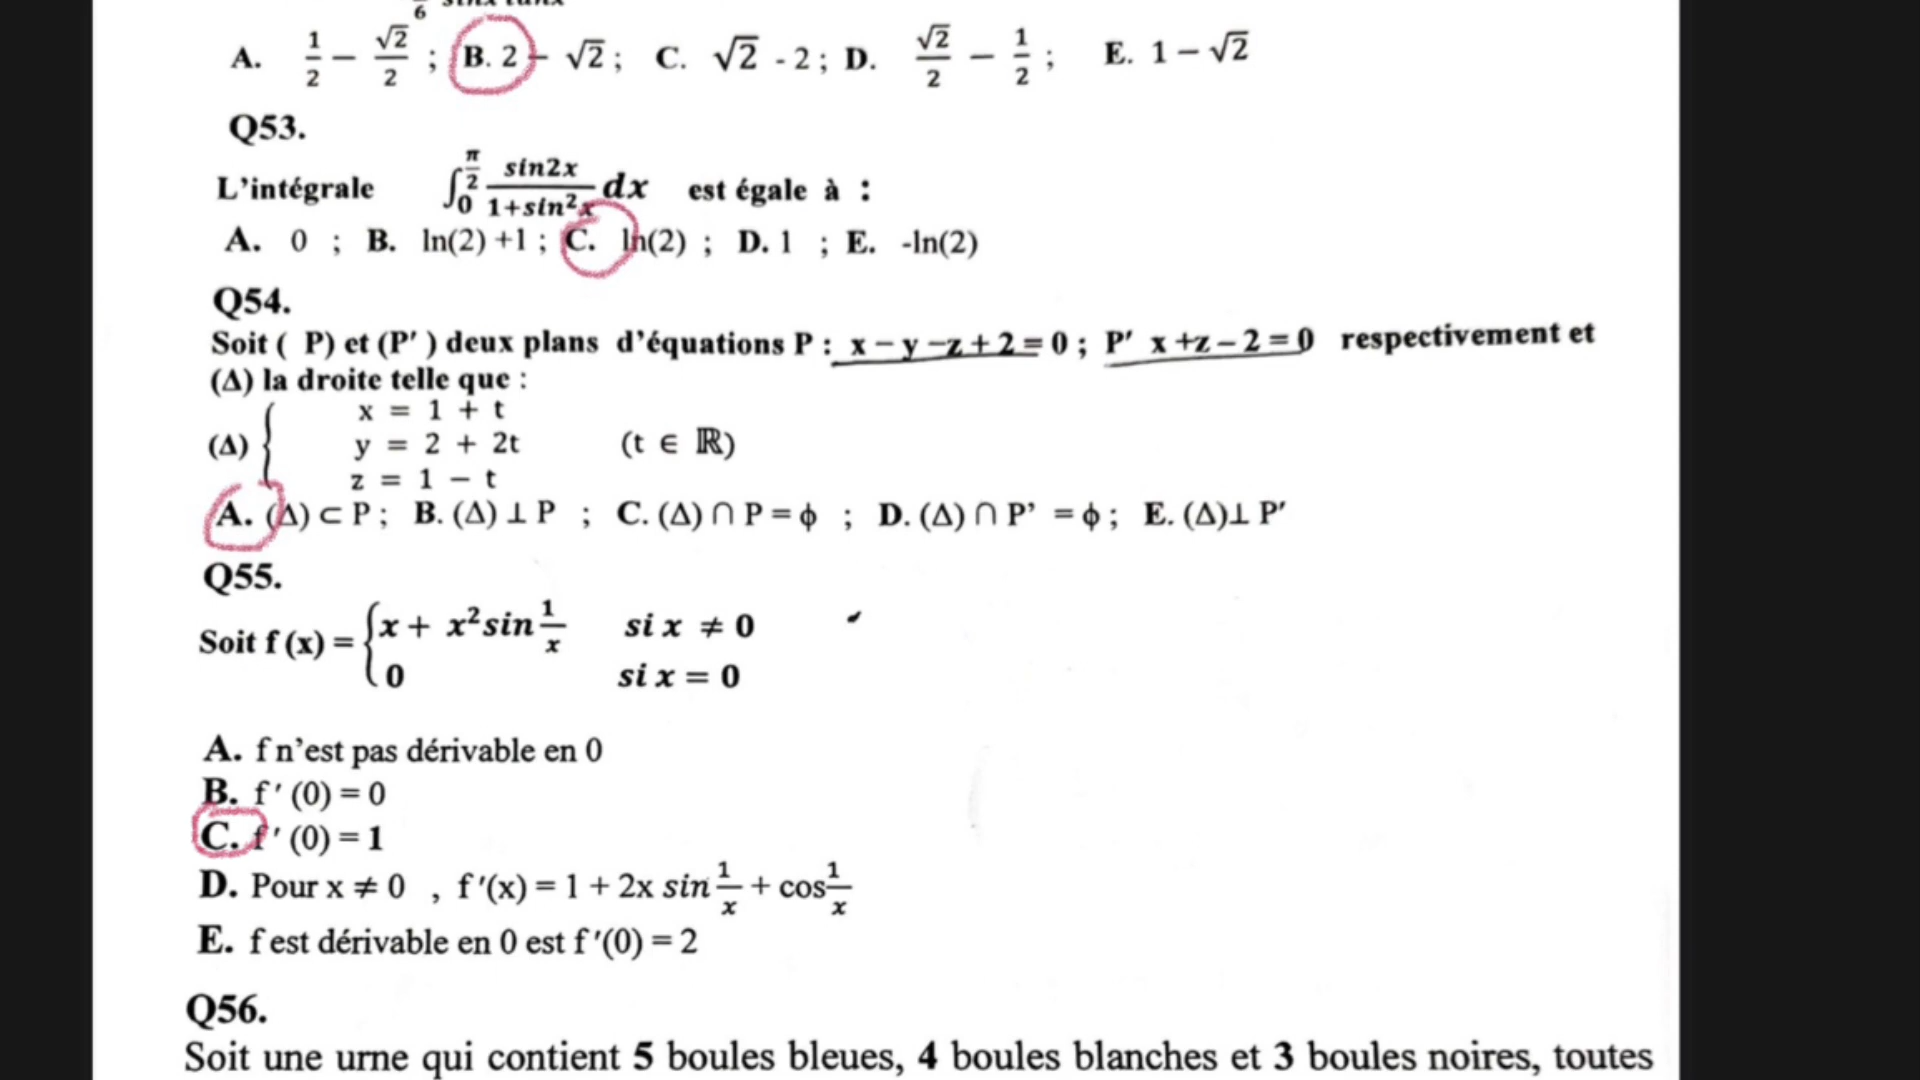 A. 1/2 − √2/2 ; B. 2 − √2 ; C. √2 - 2 ; D. √2/2 − 1/2 ; E. 1 − √2
Q53.
L'intégrale ∫₀^(π/2) sin2x/(1+sin²x) dx est égale à :
A. 0 ; B. ln(2) +1 ; C. ln(2) ; D. 1 ; E. -ln(2)
Q54.
Soit ( P) et (P′ ) deux plans d'équations P : x − y −z + 2 = 0 ; P′ x +z − 2 = 0 respectivement et
(Δ) la droite telle que :
x = 1 + t
(Δ) { y = 2 + 2t (t ∈ ℝ)
z = 1 − t
A. (Δ) ⊂ P ; B. (Δ) ⊥ P ; C. (Δ) ∩ P = ϕ ; D. (Δ) ∩ P' = ϕ ; E. (Δ)⊥ P′
Q55.
Soit f (x) = { x + x² sin 1/x si x ≠ 0
0 si x = 0
A. f n'est pas dérivable en 0
B. f ′ (0) = 0
C. f ′ (0) = 1
D. Pour x ≠ 0 , f ′(x) = 1 + 2x sin 1/x + cos 1/x
E. f est dérivable en 0 est f ′(0) = 2
Q56.
Soit une urne qui contient 5 boules bleues, 4 boules blanches et 3 boules noires, toutes